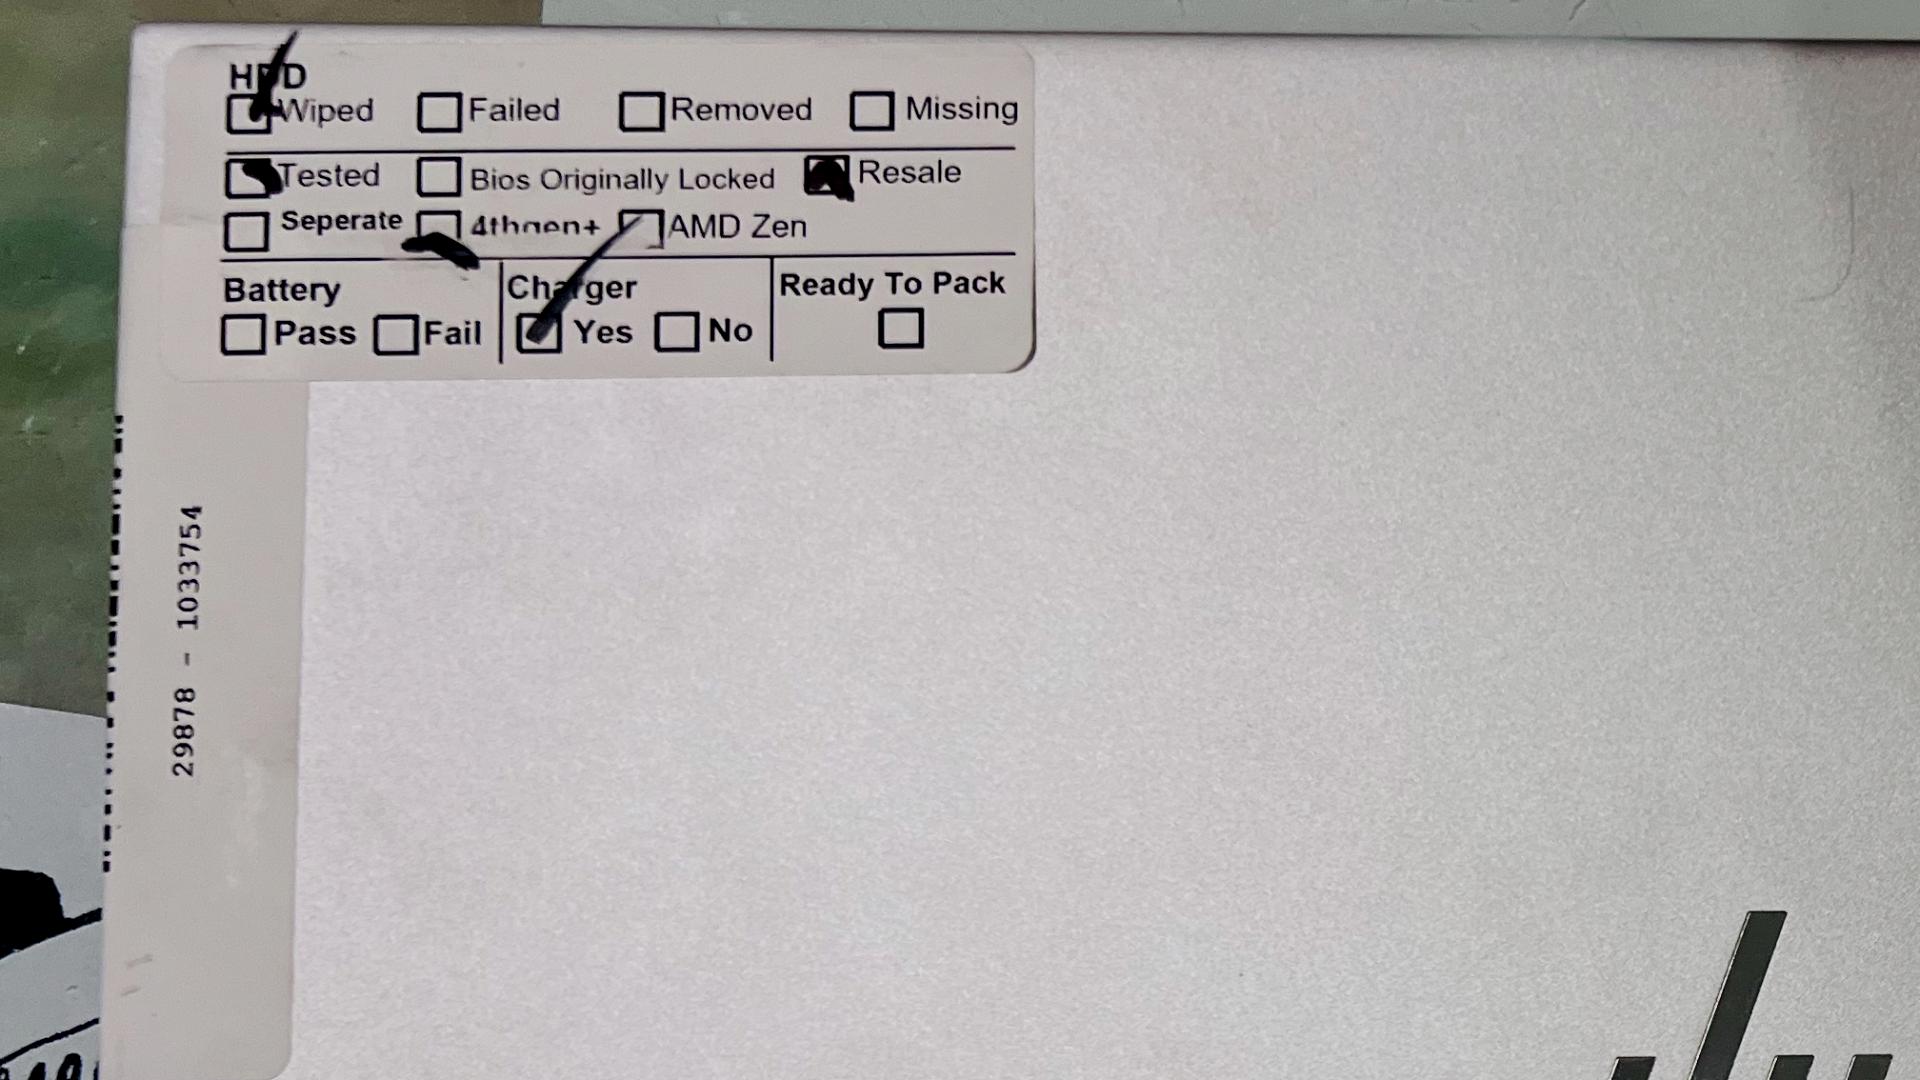 HDD
Wiped Failed Removed Missing
Tested Bios Originally Locked Resale
Seperate 4thgen+ AMD Zen
Battery Charger Ready To Pack
Pass Fail Yes No
29878 - 1033754
hp